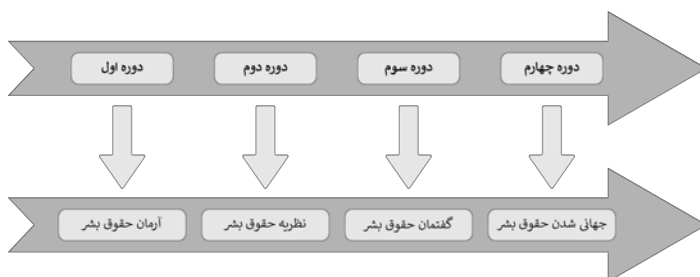 دوره اول
دوره دوم
دوره سوم
دوره چهارم
آرمان حقوق بشر
نظریه حقوق بشر
گفتمان حقوق بشر
جهانی شدن حقوق بشر